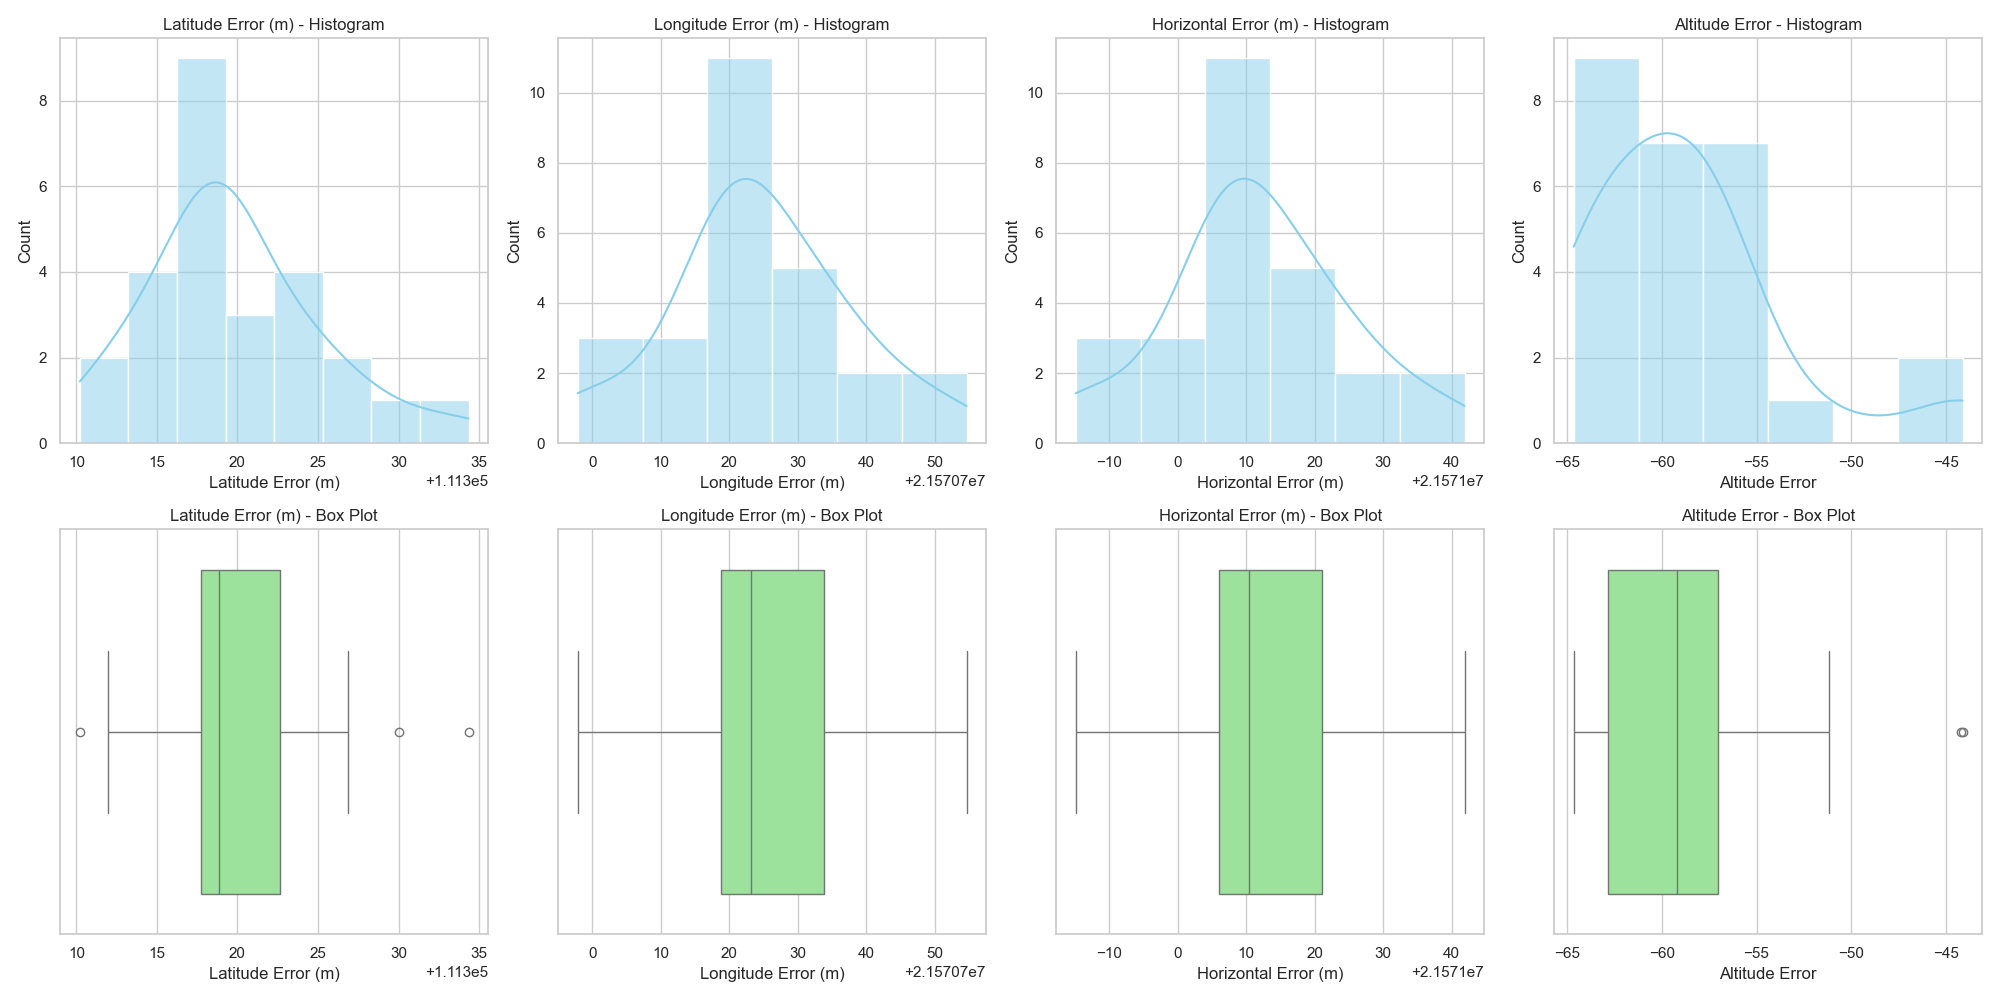 Latitude Error (m) - Histogram
8
6
4
2
0
Count
10 15 20 25 30 35
+1.113e5
Latitude Error (m)
Longitude Error (m) - Histogram
10
8
6
4
2
0
Count
0 10 20 30 40 50
+2.15707e7
Longitude Error (m)
Horizontal Error (m) - Histogram
10
8
6
4
2
0
Count
−10 0 10 20 30 40
+2.1571e7
Horizontal Error (m)
Altitude Error - Histogram
8
6
4
2
0
Count
−65 −60 −55 −50 −45
Altitude Error
Latitude Error (m) - Box Plot
10 15 20 25 30 35
+1.113e5
Latitude Error (m)
Longitude Error (m) - Box Plot
0 10 20 30 40 50
+2.15707e7
Longitude Error (m)
Horizontal Error (m) - Box Plot
−10 0 10 20 30 40
+2.1571e7
Horizontal Error (m)
Altitude Error - Box Plot
−65 −60 −55 −50 −45
Altitude Error